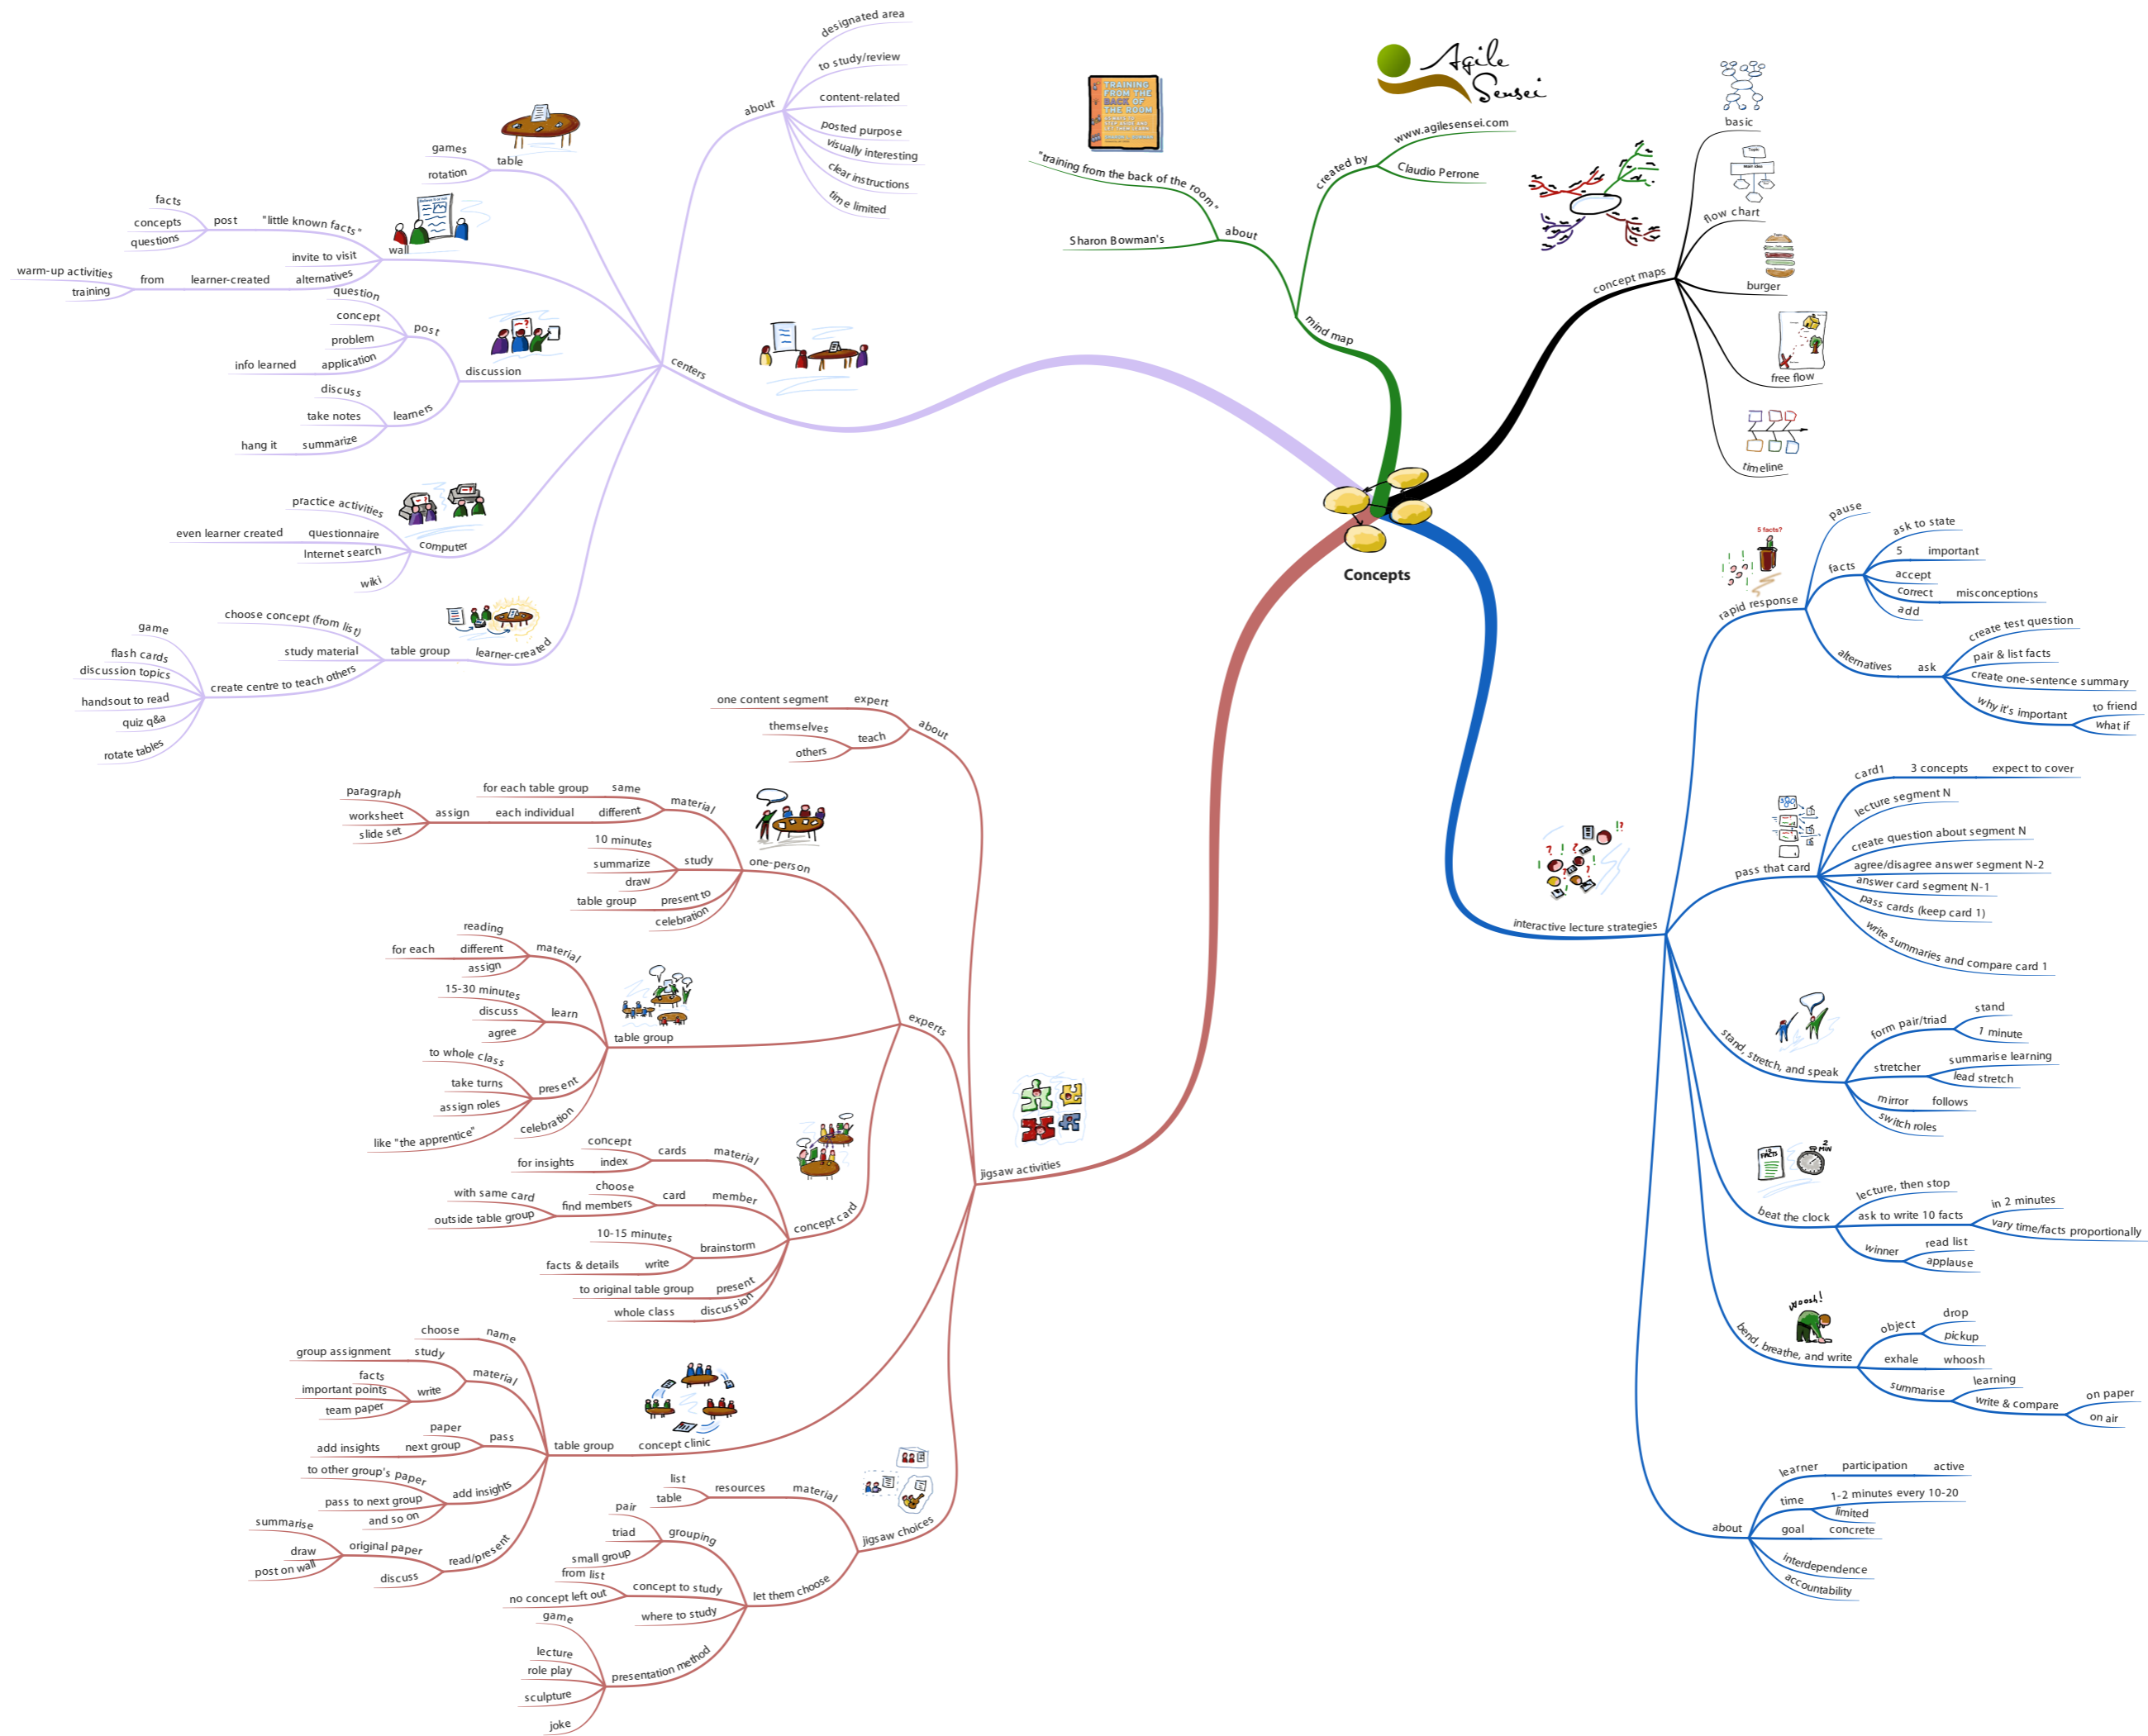 Concepts
mind map
created by
www.agilesensei.com
Claudio Perrone
Agile
Sensei
about
"training from the back of the room"
Sharon Bowman's
TRAINING
FROM THE
BACK OF
THE ROOM
concept maps
basic
flow chart
burger
free flow
timeline
interactive lecture strategies
rapid response
5 facts?
pause
facts
ask to state
5
important
accept
correct
misconceptions
add
alternatives
ask
create test question
pair & list facts
create one-sentence summary
why it's important
to friend
what if
pass that card
card1
3 concepts
expect to cover
lecture segment N
create question about segment N
agree/disagree answer segment N-2
answer card segment N-1
pass cards (keep card 1)
write summaries and compare card 1
stand, stretch, and speak
form pair/triad
stand
1 minute
stretcher
summarise learning
lead stretch
mirror
follows
switch roles
beat the clock
FACTS
2
MIN
lecture, then stop
ask to write 10 facts
in 2 minutes
vary time/facts proportionally
winner
read list
applause
bend, breathe, and write
Woosh!
object
drop
pickup
exhale
whoosh
summarise
learning
write & compare
on paper
on air
about
learner
participation
active
time
1-2 minutes every 10-20
limited
goal
concrete
interdependence
accountability
centers
about
designated area
to study/review
content-related
posted purpose
visually interesting
clear instructions
time limited
table
games
rotation
wall
"little known facts"
post
facts
concepts
questions
invite to visit
alternatives
learner-created
from
warm-up activities
training
discussion
post
question
concept
problem
application
info learned
learners
discuss
take notes
summarize
hang it
computer
practice activities
questionnaire
even learner created
Internet search
wiki
learner-created
table group
choose concept (from list)
study material
create centre to teach others
game
flash cards
discussion topics
handsout to read
quiz q&a
rotate tables
jigsaw activities
about
expert
one content segment
teach
themselves
others
experts
one-person
material
same
for each table group
different
each individual
assign
paragraph
worksheet
slide set
study
10 minutes
summarize
draw
present to
table group
celebration
table group
material
reading
different
for each
assign
learn
15-30 minutes
discuss
agree
present
to whole class
take turns
assign roles
like "the apprentice"
celebration
concept card
material
cards
concept
index
for insights
member
card
choose
find members
with same card
outside table group
brainstorm
10-15 minutes
write
facts & details
present
to original table group
discussion
whole class
concept clinic
table group
name
choose
material
study
group assignment
write
facts
important points
team paper
pass
paper
next group
add insights
add insights
to other group's paper
pass to next group
and so on
read/present
original paper
summarise
draw
post on wall
discuss
jigsaw choices
material
resources
list
table
let them choose
grouping
pair
triad
small group
concept to study
from list
no concept left out
where to study
presentation method
game
lecture
role play
sculpture
joke